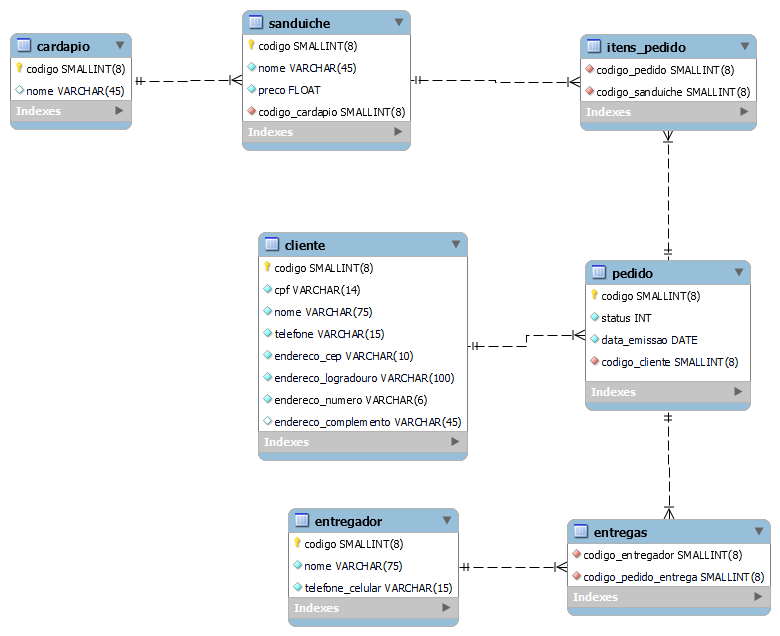 cardapio
codigo SMALLINT(8)
nome VARCHAR(45)
Indexes
sanduiche
codigo SMALLINT(8)
nome VARCHAR(45)
preco FLOAT
codigo_cardapio SMALLINT(8)
Indexes
itens_pedido
codigo_pedido SMALLINT(8)
codigo_sanduiche SMALLINT(8)
Indexes
cliente
codigo SMALLINT(8)
cpf VARCHAR(14)
nome VARCHAR(75)
telefone VARCHAR(15)
endereco_cep VARCHAR(10)
endereco_logradouro VARCHAR(100)
endereco_numero VARCHAR(6)
endereco_complemento VARCHAR(45)
Indexes
pedido
codigo SMALLINT(8)
status INT
data_emissao DATE
codigo_cliente SMALLINT(8)
Indexes
entregador
codigo SMALLINT(8)
nome VARCHAR(75)
telefone_celular VARCHAR(15)
Indexes
entregas
codigo_entregador SMALLINT(8)
codigo_pedido_entrega SMALLINT(8)
Indexes